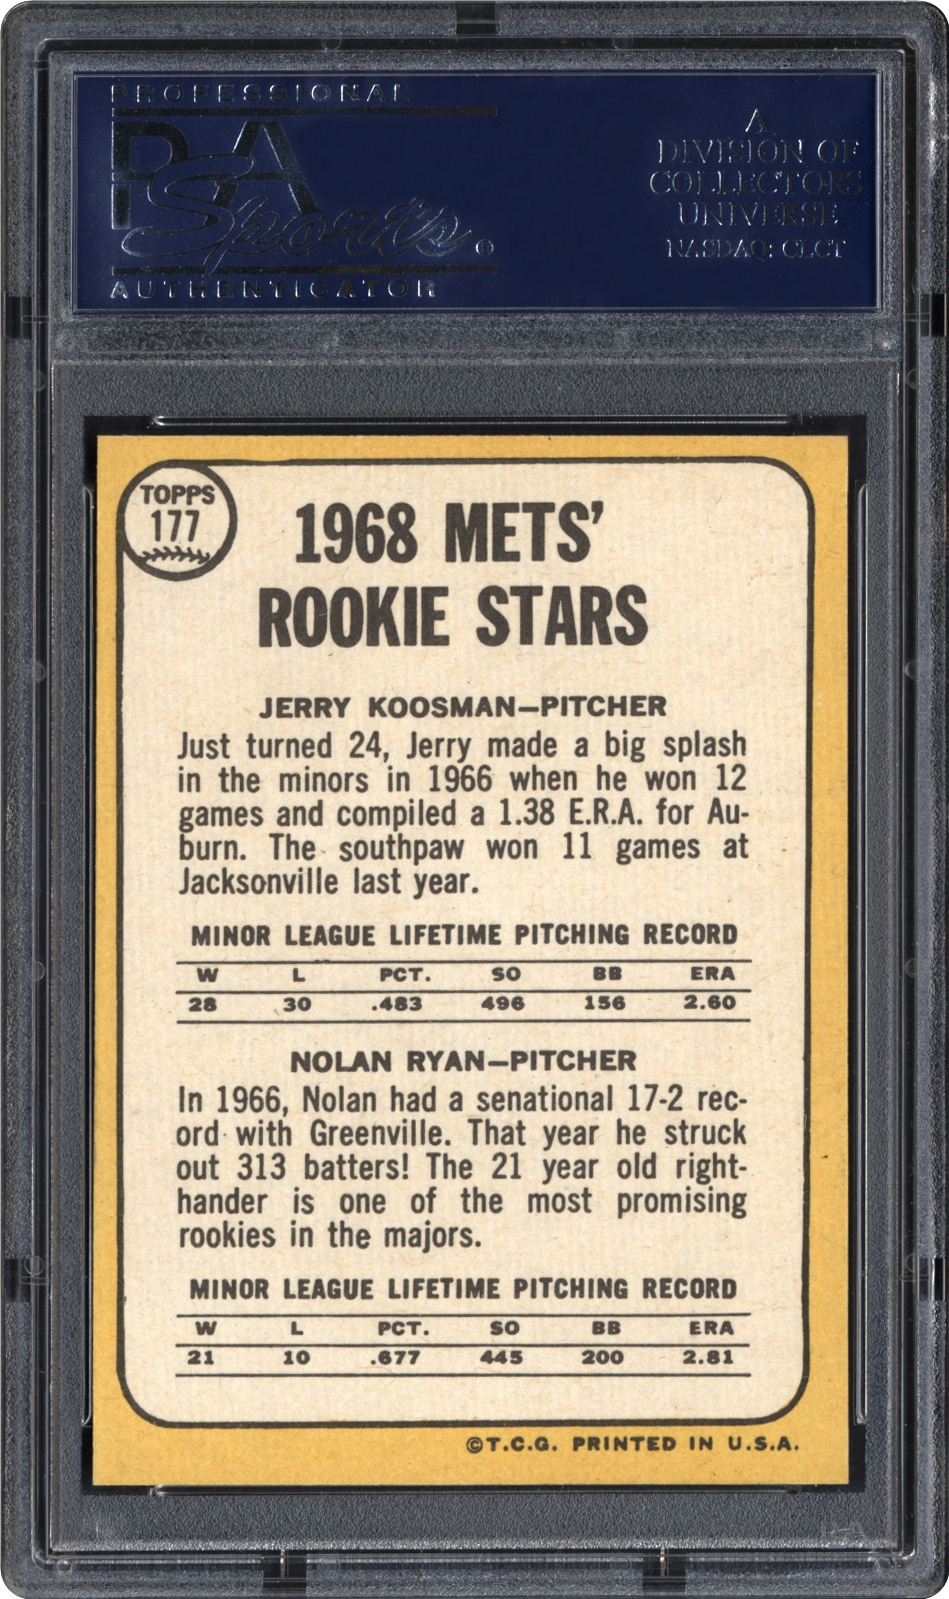 PROFESSIONAL
PSA
Sports
AUTHENTICATOR
A
DIVISION OF
COLLECTORS
UNIVERSE
NASDAQ: CLCT
TOPPS
177
1968 METS'
ROOKIE STARS
JERRY KOOSMAN—PITCHER
Just turned 24, Jerry made a big splash
in the minors in 1966 when he won 12
games and compiled a 1.38 E.R.A. for Au-
burn. The southpaw won 11 games at
Jacksonville last year.
MINOR LEAGUE LIFETIME PITCHING RECORD
W L PCT. SO BB ERA
28 30 .483 496 156 2.60
NOLAN RYAN—PITCHER
In 1966, Nolan had a senational 17-2 rec-
ord with Greenville. That year he struck
out 313 batters! The 21 year old right-
hander is one of the most promising
rookies in the majors.
MINOR LEAGUE LIFETIME PITCHING RECORD
W L PCT. SO BB ERA
21 10 .677 445 200 2.81
©T.C.G. PRINTED IN U.S.A.